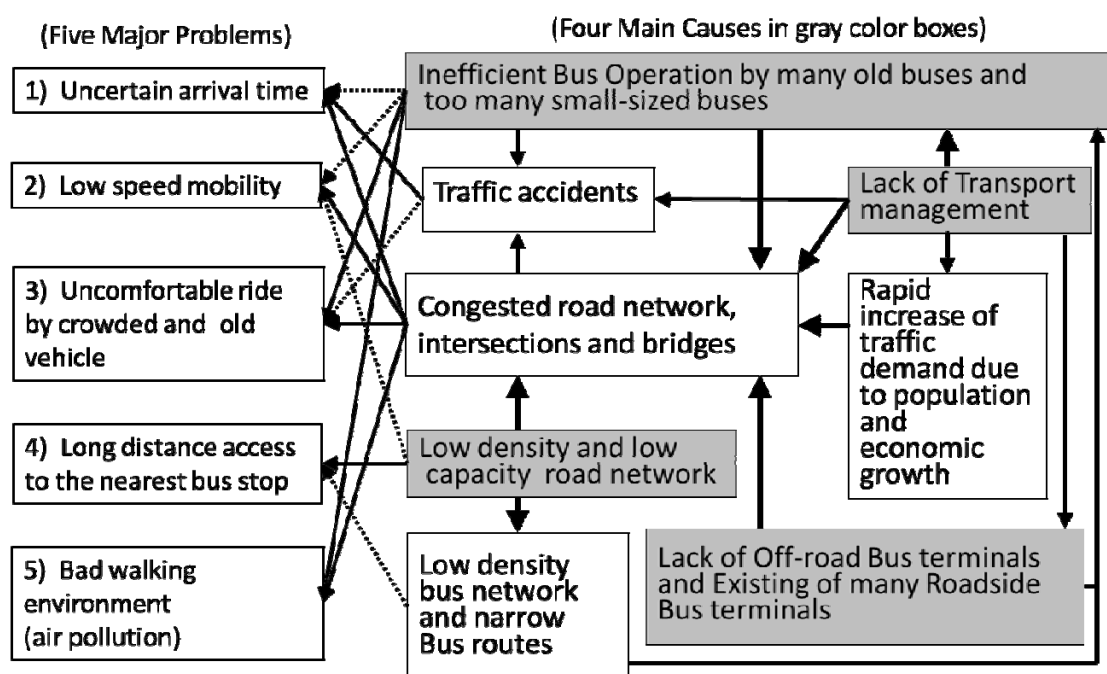 (Five Major Problems)
(Four Main Causes in gray color boxes)
1) Uncertain arrival time
2) Low speed mobility
3) Uncomfortable ride
by crowded and old
vehicle
4) Long distance access
to the nearest bus stop
5) Bad walking
environment
(air pollution)
Inefficient Bus Operation by many old buses and
too many small-sized buses
Traffic accidents
Lack of Transport
management
Congested road network,
intersections and bridges
Rapid
increase of
traffic
demand due
to population
and
economic
growth
Low density and low
capacity road network
Low density
bus network
and narrow
Bus routes
Lack of Off-road Bus terminals
and Existing of many Roadside
Bus terminals